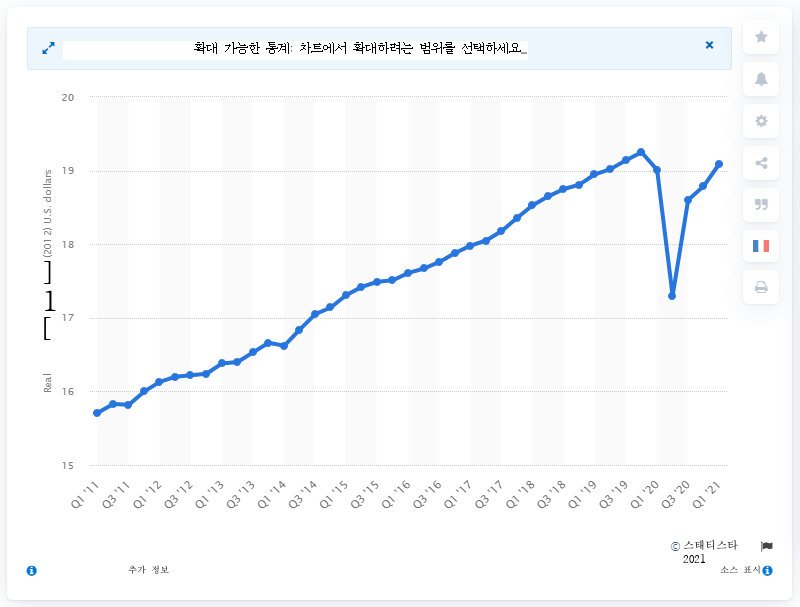 확대 가능한 통계: 차트에서 확대하려는 범위를 선택하세요_
×
20
19
18
17
16
15
Real ] 1 [ (2012) U.S. dollars
Q1 '11
Q3 '11
Q1 '12
Q3 '12
Q1 '13
Q3 '13
Q1 '14
Q3 '14
Q1 '15
Q3 '15
Q1 '16
Q3 '16
Q1 '17
Q3 '17
Q1 '18
Q3 '18
Q1 '19
Q3 '19
Q1 '20
Q3 '20
Q1 '21
© 스태티스타
2021
추가 정보
소스 표시